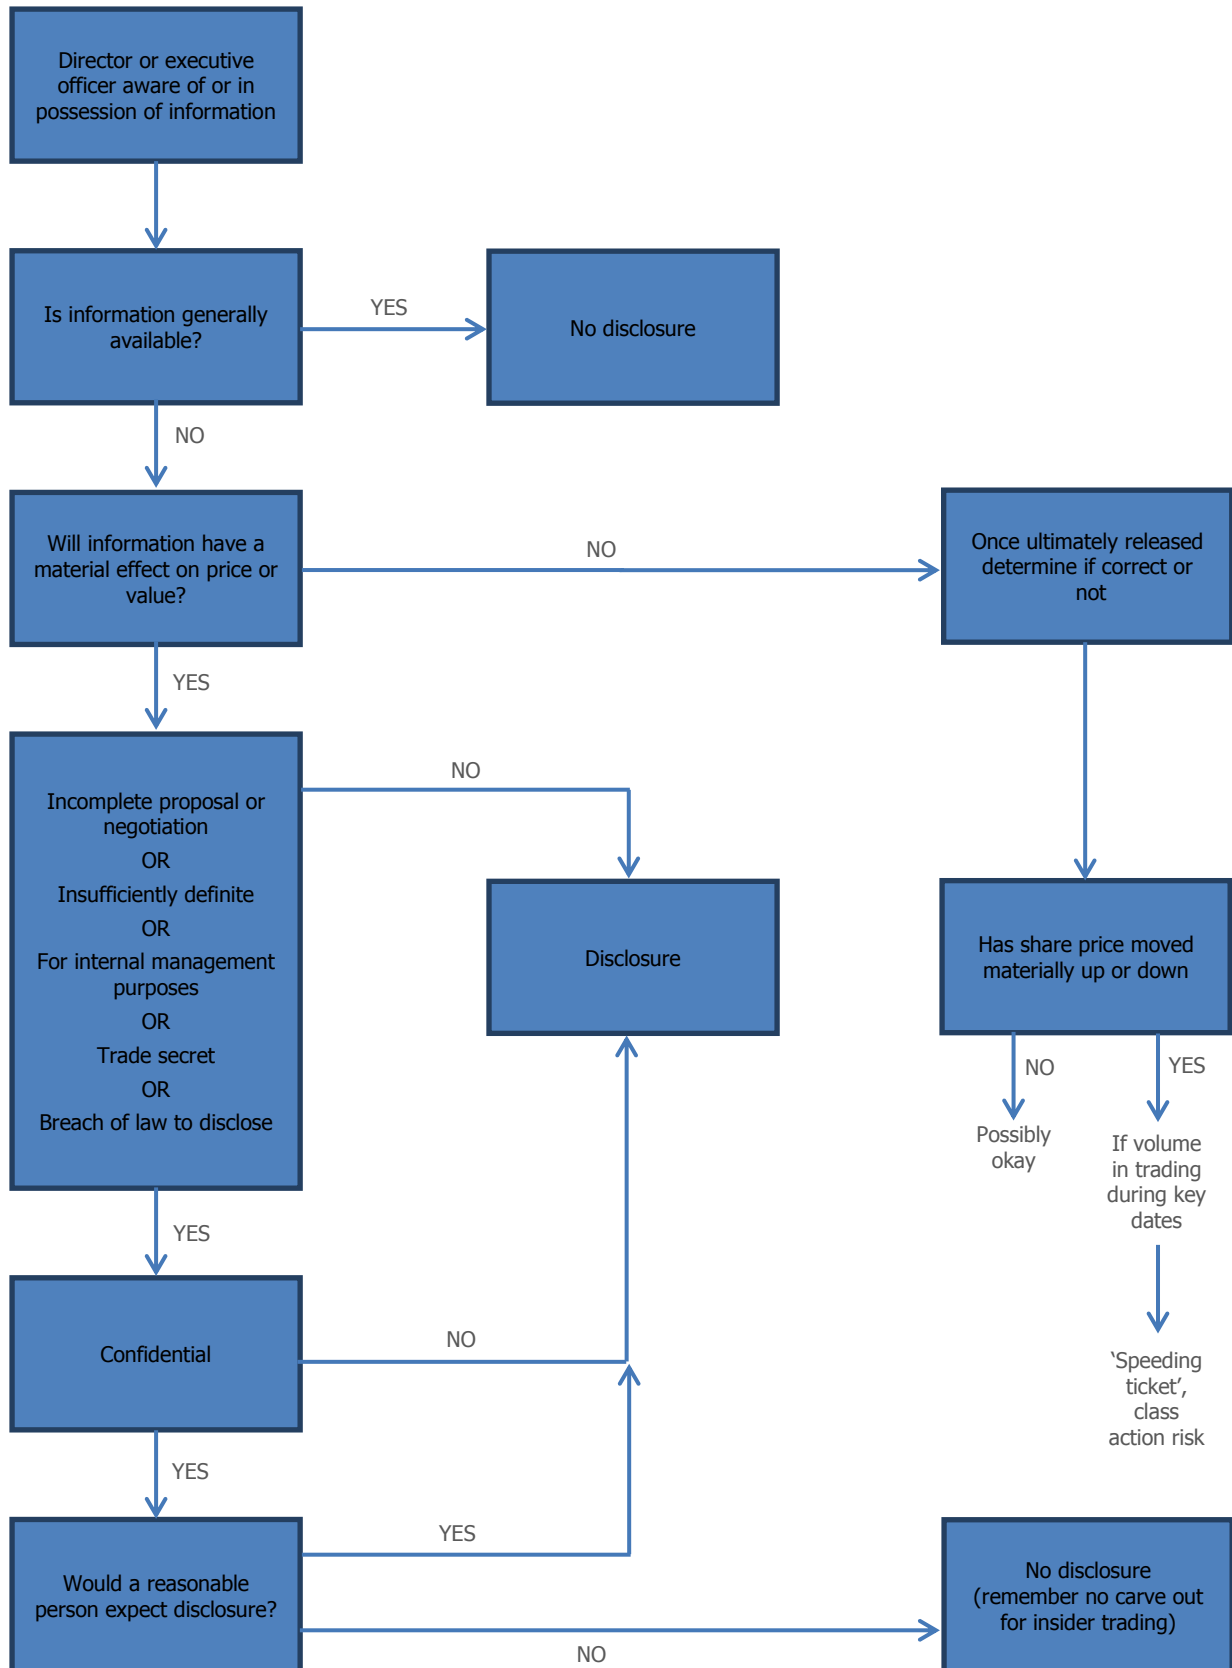 Director or executive
officer aware of or in
possession of information
Is information generally
available?
YES
No disclosure
NO
Will information have a
material effect on price or
value?
NO
Once ultimately released
determine if correct or
not
YES
Incomplete proposal or
negotiation
OR
Insufficiently definite
OR
For internal management
purposes
OR
Trade secret
OR
Breach of law to disclose
NO
Disclosure
Has share price moved
materially up or down
NO
YES
Possibly
okay
If volume
in trading
during key
dates
‘Speeding
ticket’,
class
action risk
YES
Confidential
NO
YES
Would a reasonable
person expect disclosure?
YES
NO
No disclosure
(remember no carve out
for insider trading)